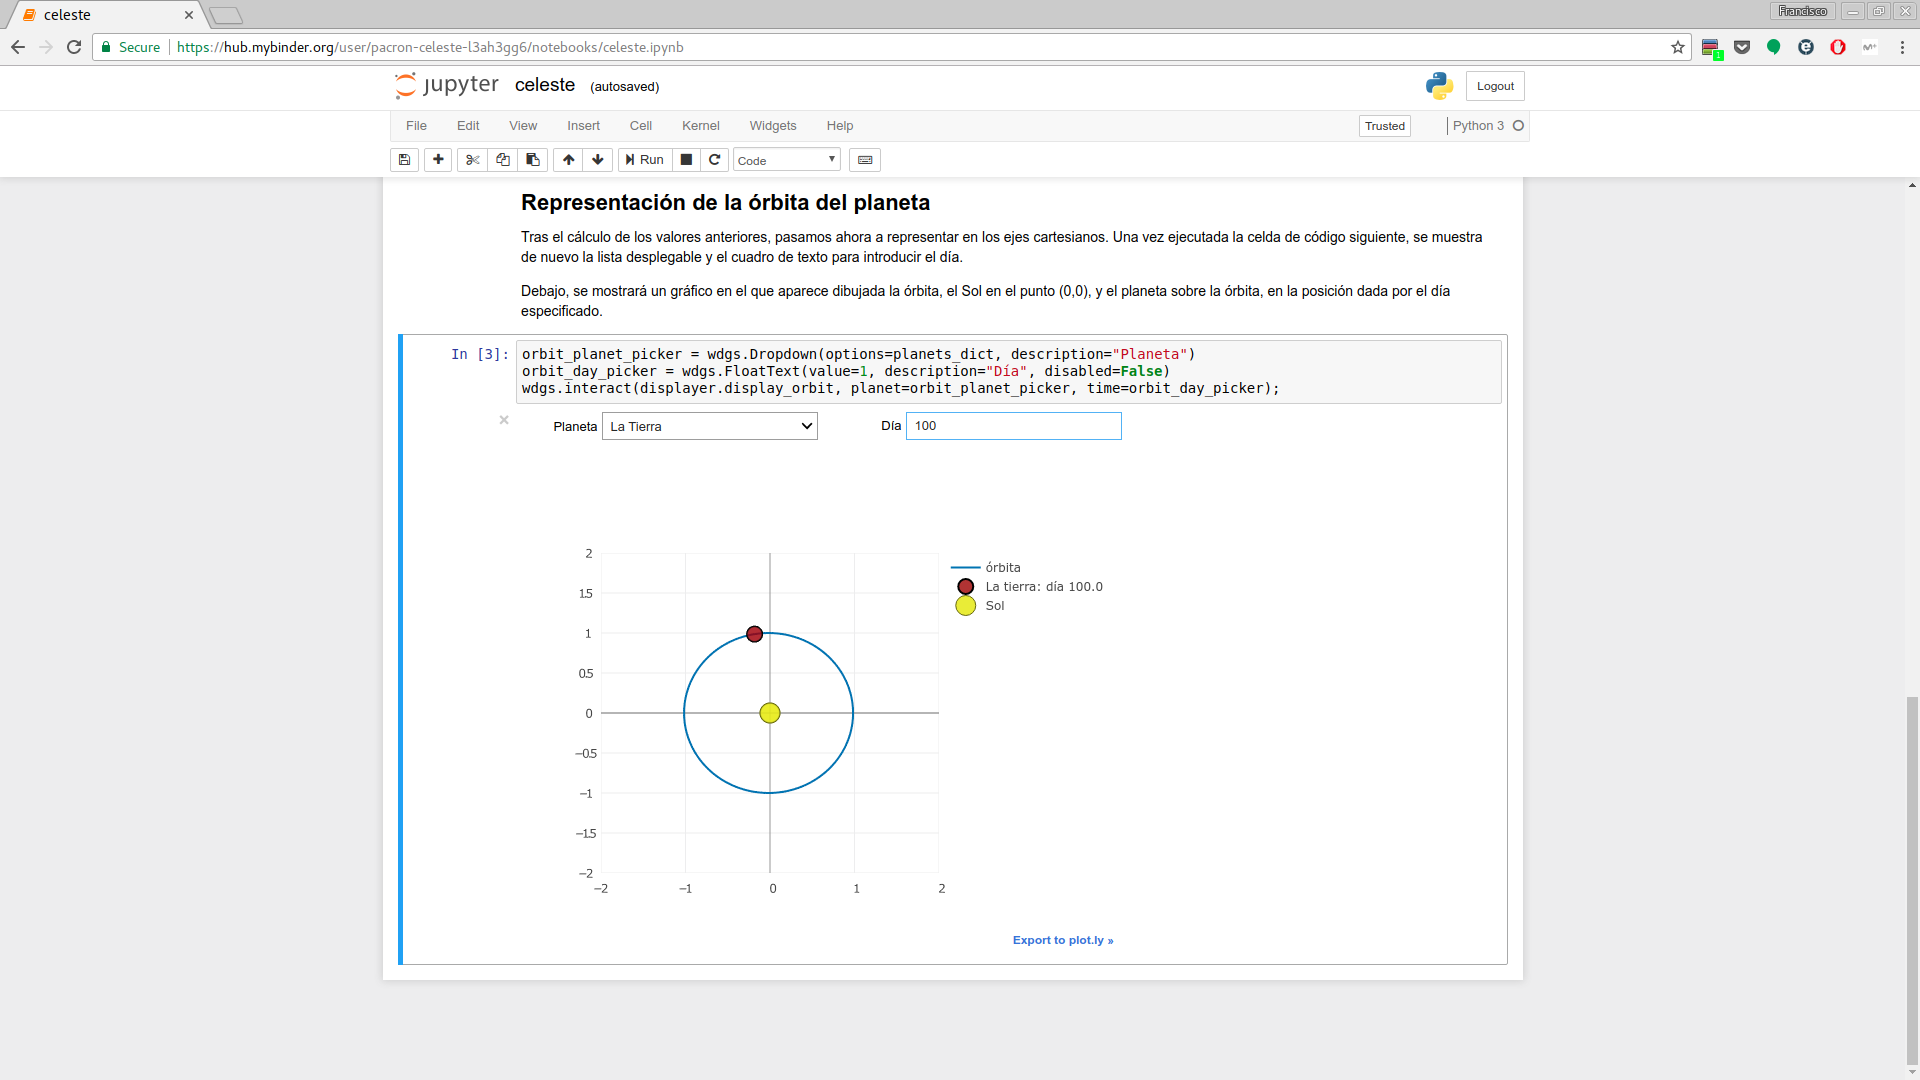 celeste
Francisco
Secure https://hub.mybinder.org/user/pacron-celeste-l3ah3gg6/notebooks/celeste.ipynb
1
jupyter celeste (autosaved) Logout
File Edit View Insert Cell Kernel Widgets Help Trusted Python 3
Run Code
Representación de la órbita del planeta
Tras el cálculo de los valores anteriores, pasamos ahora a representar en los ejes cartesianos. Una vez ejecutada la celda de código siguiente, se muestra
de nuevo la lista desplegable y el cuadro de texto para introducir el día.
Debajo, se mostrará un gráfico en el que aparece dibujada la órbita, el Sol en el punto (0,0), y el planeta sobre la órbita, en la posición dada por el día
especificado.
In [3]: orbit_planet_picker = wdgs.Dropdown(options=planets_dict, description="Planeta")
orbit_day_picker = wdgs.FloatText(value=1, description="Día", disabled=False)
wdgs.interact(displayer.display_orbit, planet=orbit_planet_picker, time=orbit_day_picker);
Planeta La Tierra Día 100
2
1.5
1
0.5
0
−0.5
−1
−1.5
−2
−2 −1 0 1 2
órbita
La tierra: día 100.0
Sol
Export to plot.ly »